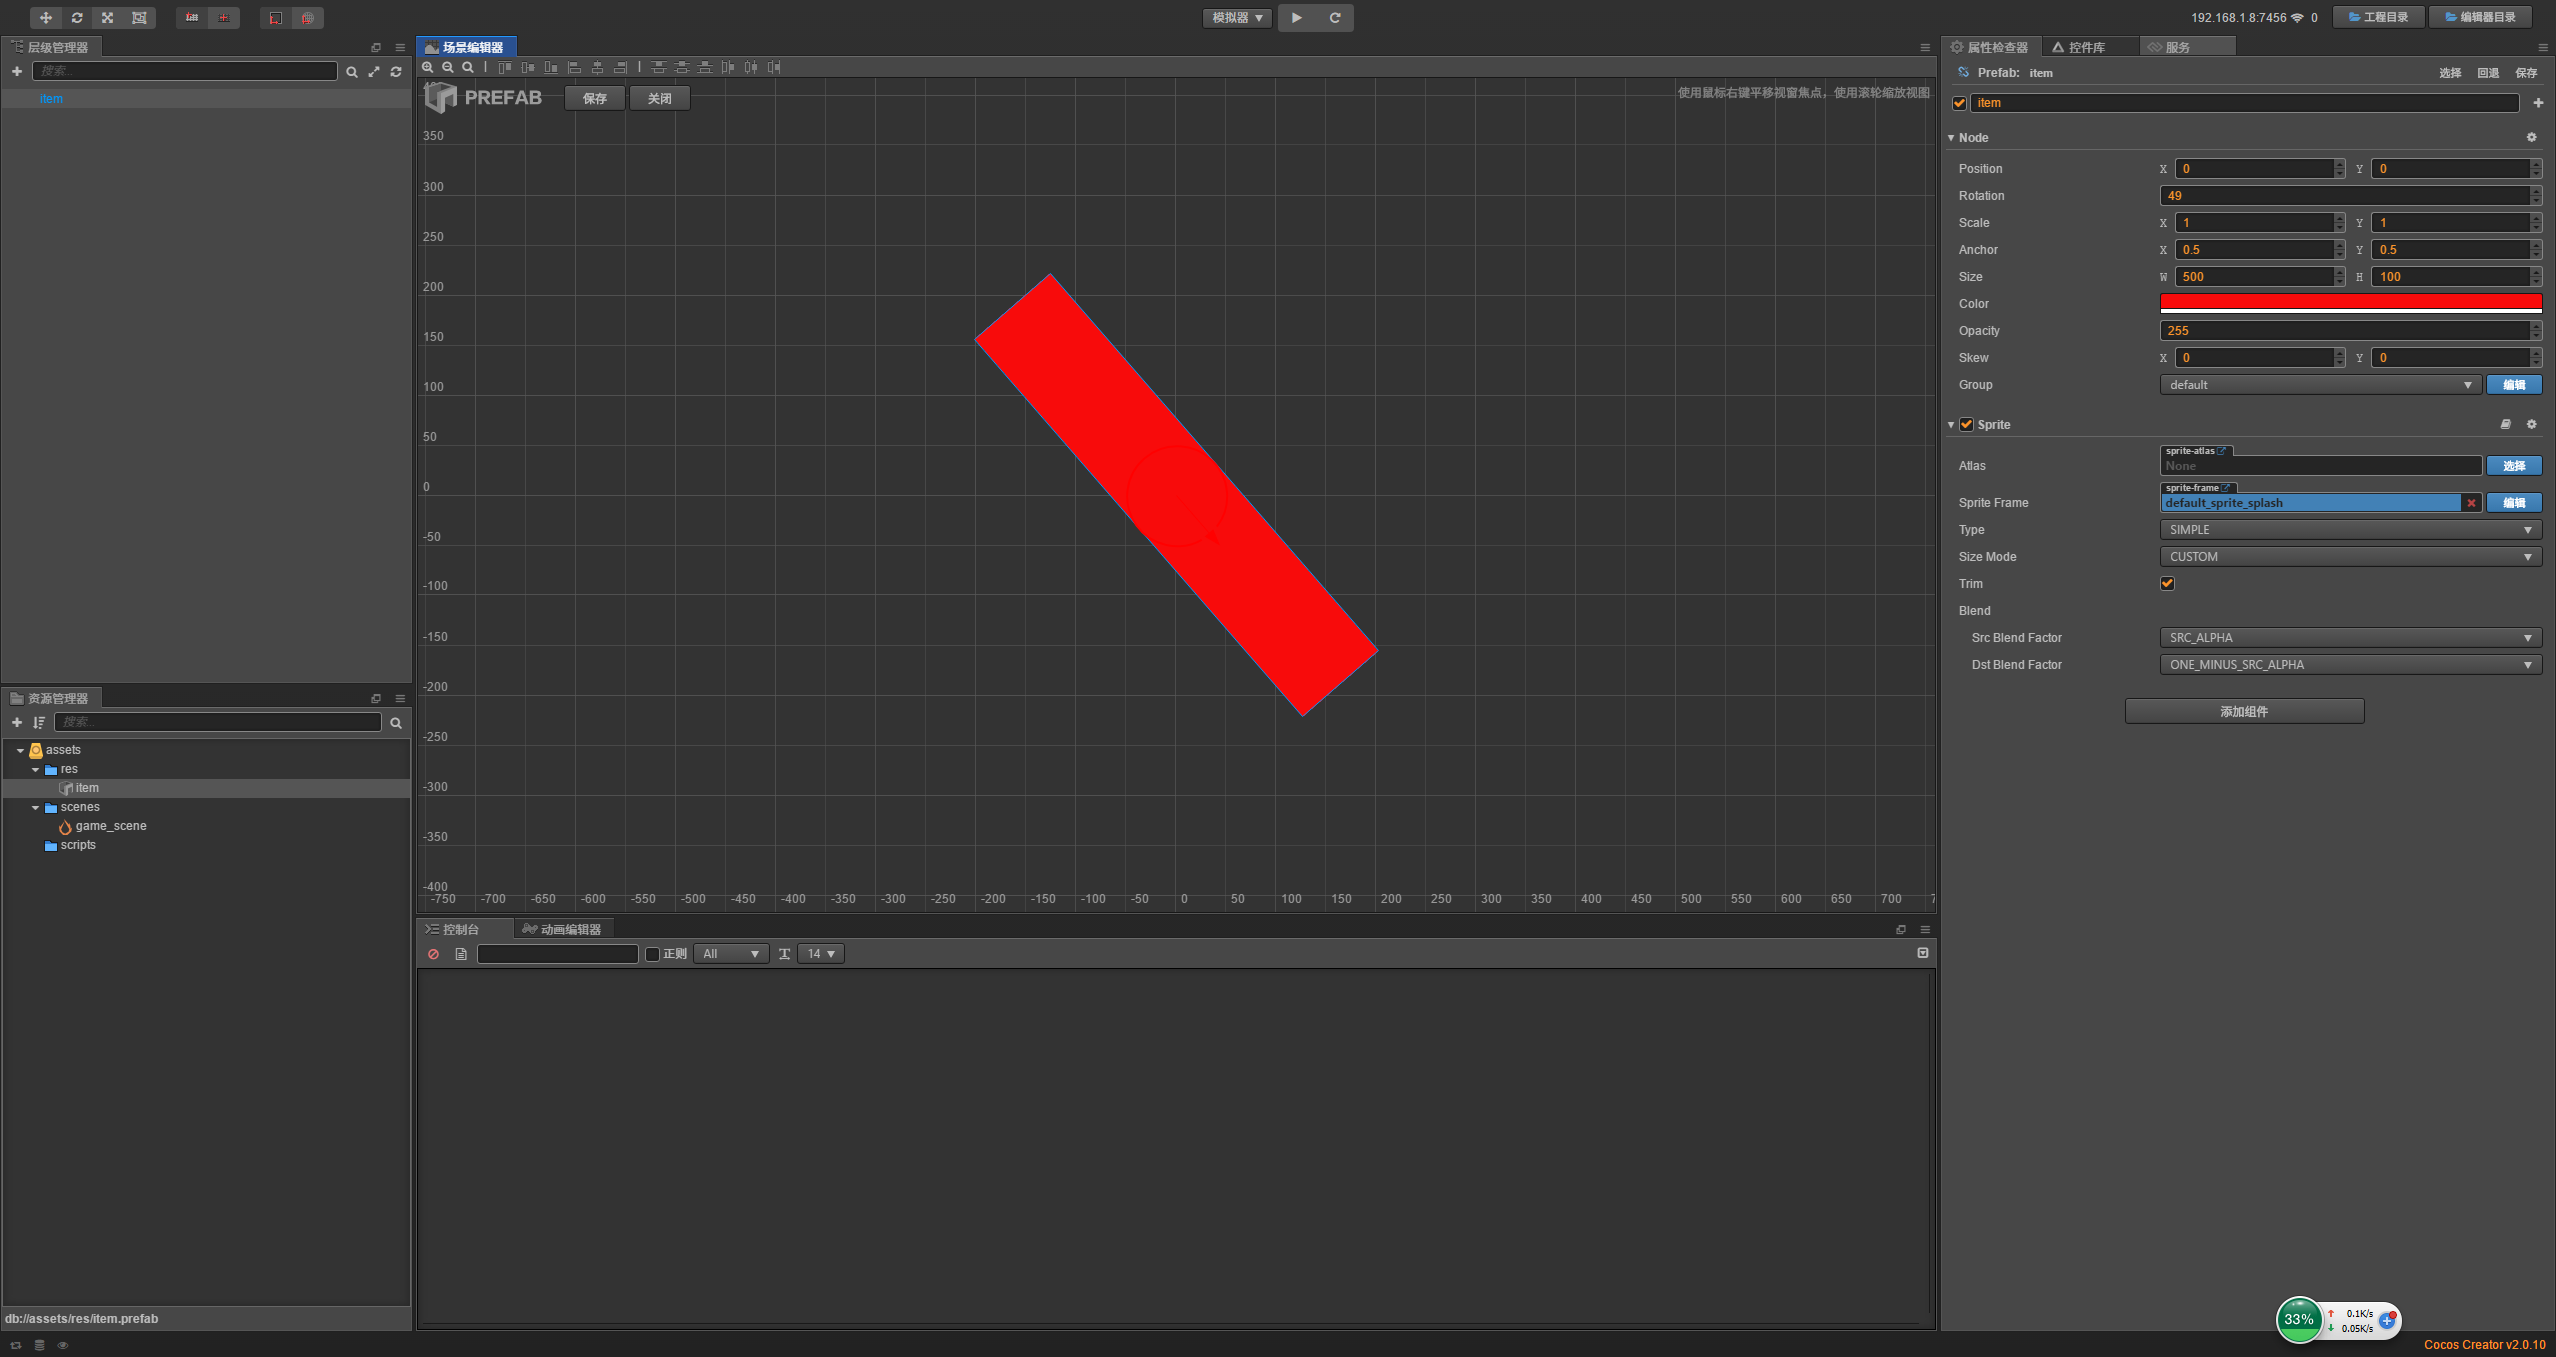 模拟器
192.168.1.8:7456
0
工程目录
编辑器目录
层级管理器
搜索...
item
场景编辑器
PREFAB
保存
关闭
使用鼠标右键平移视窗焦点，使用滚轮缩放视图
350
300
250
200
150
100
50
0
-50
-100
-150
-200
-250
-300
-350
-400
-750 -700 -650 -600 -550 -500 -450 -400 -350 -300 -250 -200 -150 -100 -50 0 50 100 150 200 250 300 350 400 450 500 550 600 650 700
资源管理器
搜索...
assets
res
item
scenes
game_scene
scripts
db://assets/res/item.prefab
控制台
动画编辑器
正则
All
14
属性检查器
控件库
服务
Prefab: item
选择 回退 保存
item
Node
Position X 0 Y 0
Rotation 49
Scale X 1 Y 1
Anchor X 0.5 Y 0.5
Size W 500 H 100
Color
Opacity 255
Skew X 0 Y 0
Group default 编辑
Sprite
sprite-atlas
Atlas None 选择
sprite-frame
Sprite Frame default_sprite_splash 编辑
Type SIMPLE
Size Mode CUSTOM
Trim
Blend
Src Blend Factor SRC_ALPHA
Dst Blend Factor ONE_MINUS_SRC_ALPHA
添加组件
33%
0.1K/s
0.05K/s
Cocos Creator v2.0.10